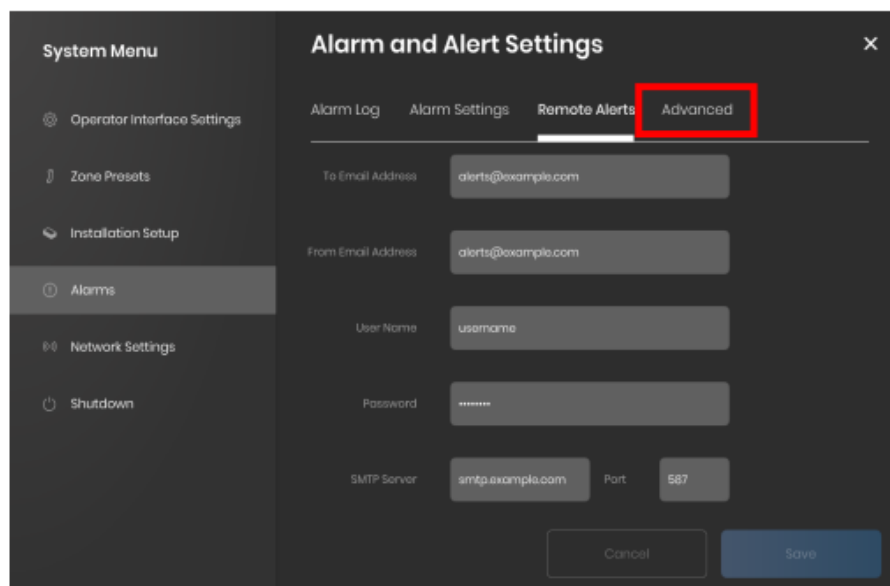 System Menu
Alarm and Alert Settings
Operator Interface Settings
Zone Presets
Installation Setup
Alarms
Network Settings
Shutdown
Alarm Log Alarm Settings Remote Alerts Advanced
To Email Address alerts@example.com
From Email Address alerts@example.com
User Name username
Password ••••••••
SMTP Server smtp.example.com Port 587
Cancel Save